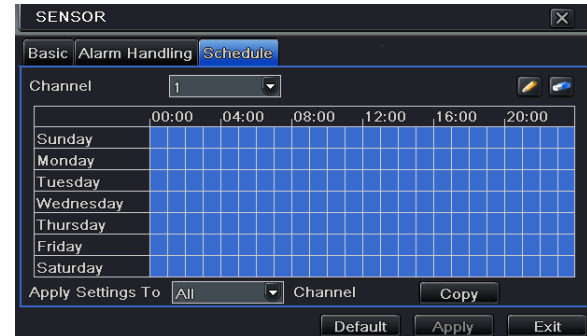 SENSOR
Basic Alarm Handling Schedule
Channel 1
00:00 04:00 08:00 12:00 16:00 20:00
Sunday
Monday
Tuesday
Wednesday
Thursday
Friday
Saturday
Apply Settings To All Channel Copy
Default Apply Exit